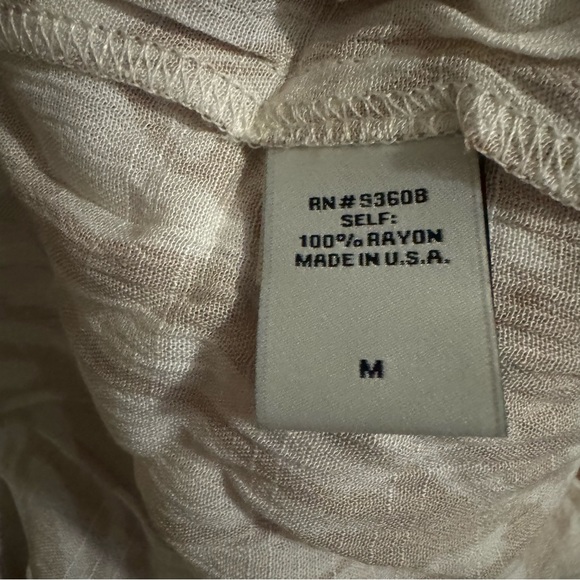 RN# 93608
SELF:
100% RAYON
MADE IN U.S.A.
M